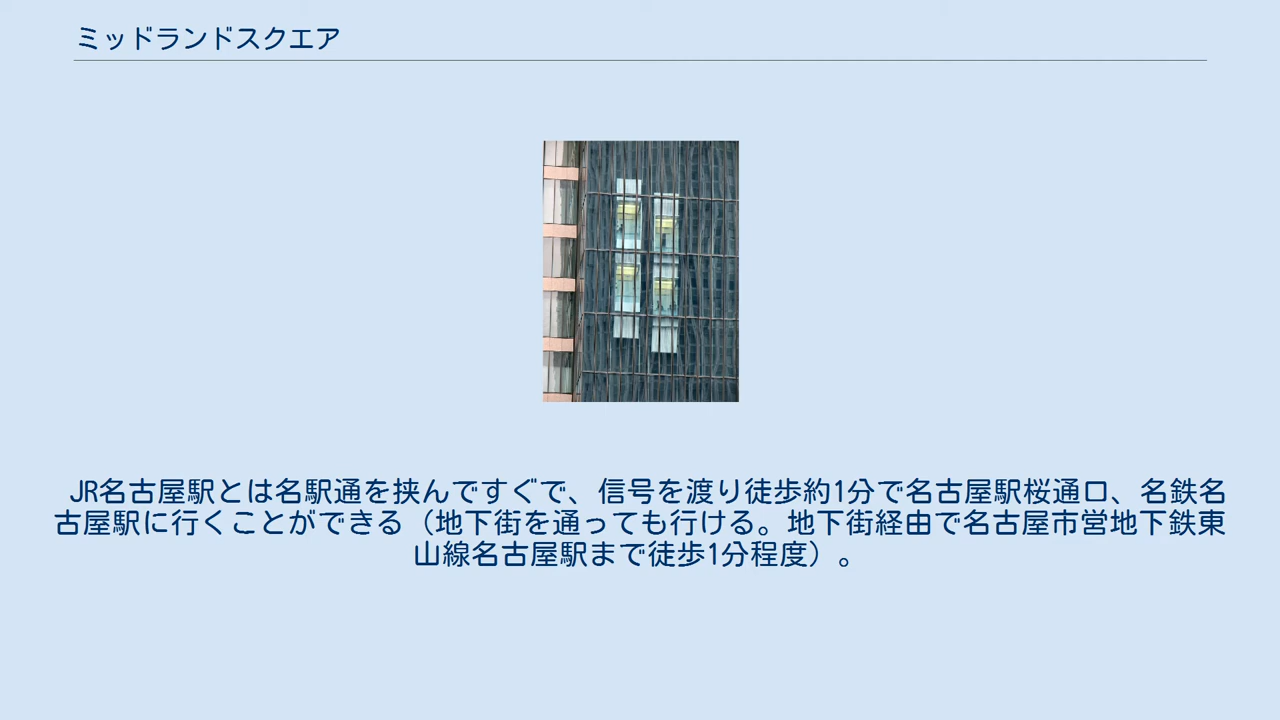 ミッドランドスクエア
JR名古屋駅とは名駅通を挟んですぐで、信号を渡り徒歩約1分で名古屋駅桜通口、名鉄名
古屋駅に行くことができる（地下街を通っても行ける。地下街経由で名古屋市営地下鉄東
山線名古屋駅まで徒歩1分程度）。